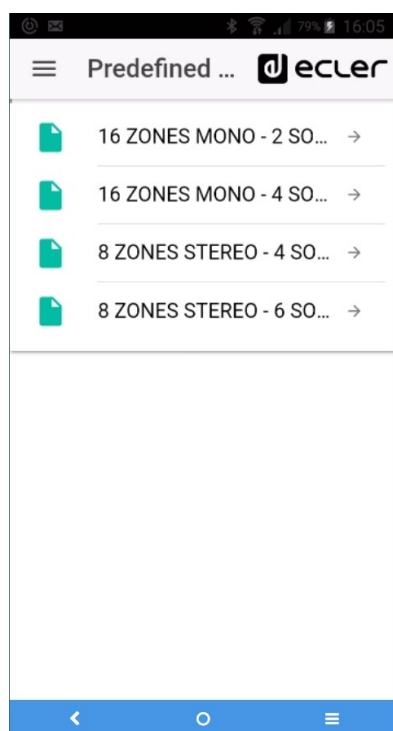 79% 16:05
Predefined ... ecler
16 ZONES MONO - 2 SO...
16 ZONES MONO - 4 SO...
8 ZONES STEREO - 4 SO...
8 ZONES STEREO - 6 SO...